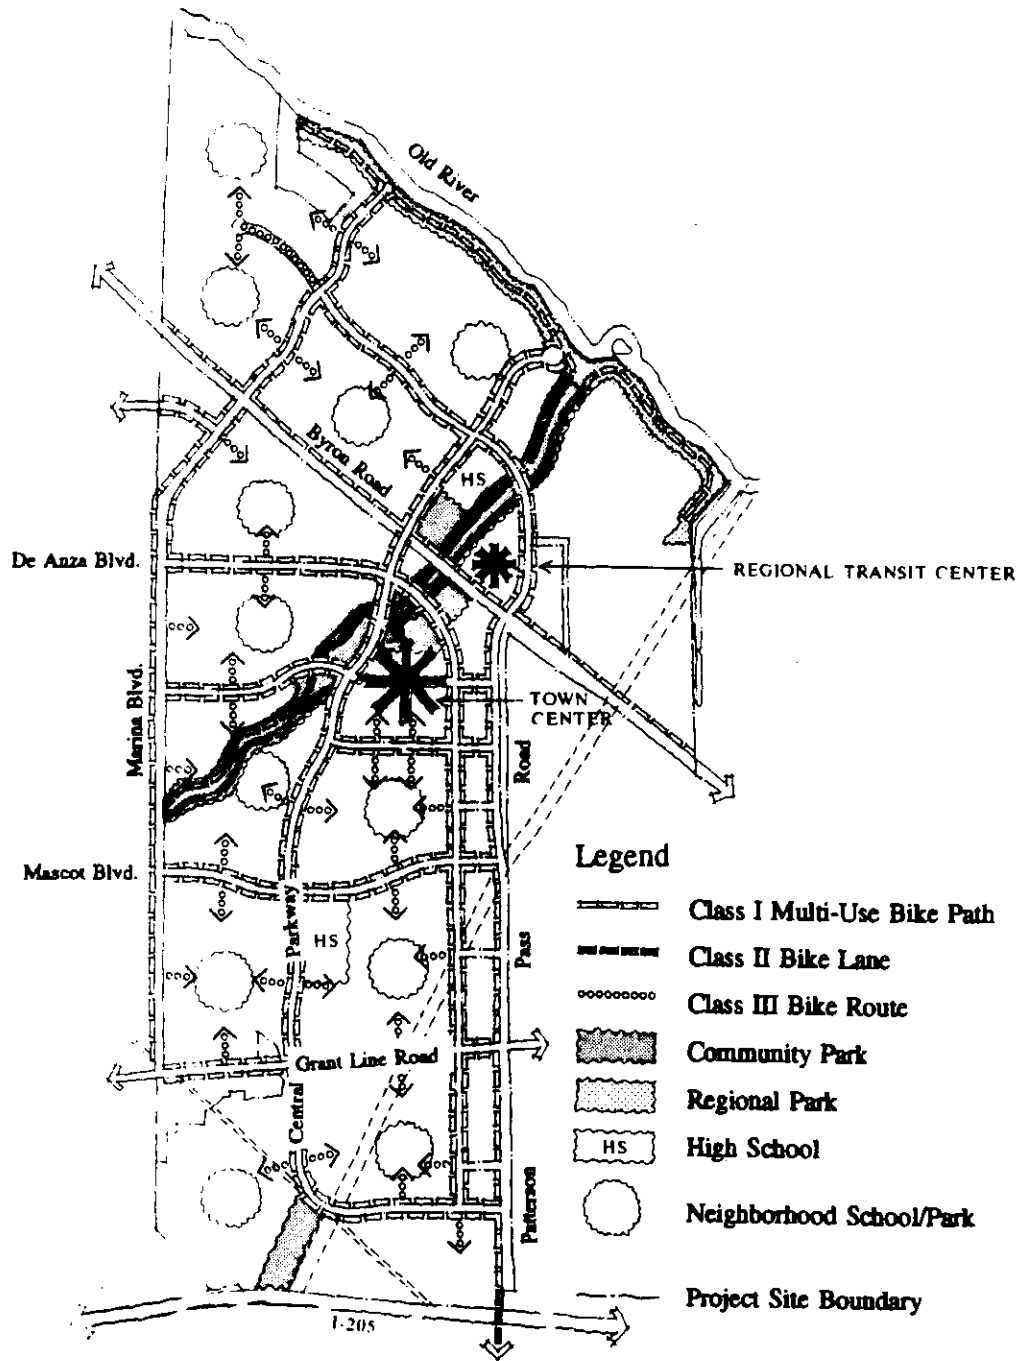 Old River
Byron Road
HS
De Anza Blvd.
REGIONAL TRANSIT CENTER
Marina Blvd.
TOWN
CENTER
Road
Mascot Blvd.
Parkway
HS
Pass
Grant Line Road
Central
Patterson
I-205
Legend
Class I Multi-Use Bike Path
Class II Bike Lane
Class III Bike Route
Community Park
Regional Park
HS
High School
Neighborhood School/Park
Project Site Boundary